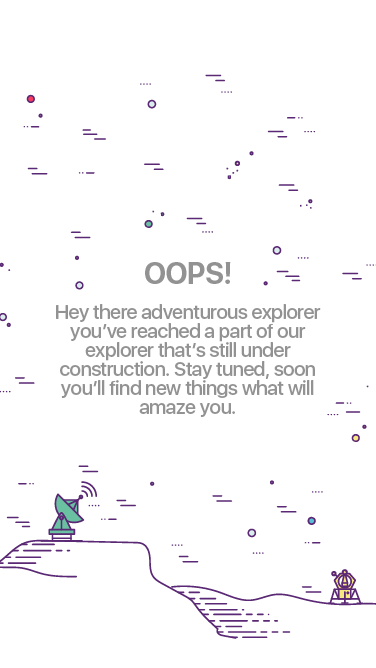 OOPS!
Hey there adventurous explorer
you've reached a part of our
explorer that's still under
construction. Stay tuned, soon
you'll find new things what will
amaze you.